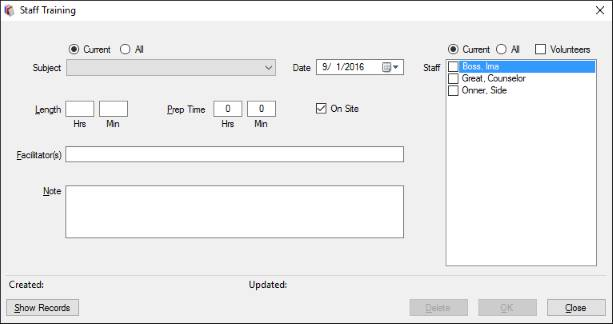 Staff Training
Current All
Current All Volunteers
Subject
Date 9/ 1/2016
Staff Boss, Ima
Great, Counselor
Onner, Side
Length Prep Time 0 0 On Site
Hrs Min Hrs Min
Facilitator(s)
Note
Created: Updated:
Show Records Delete OK Close